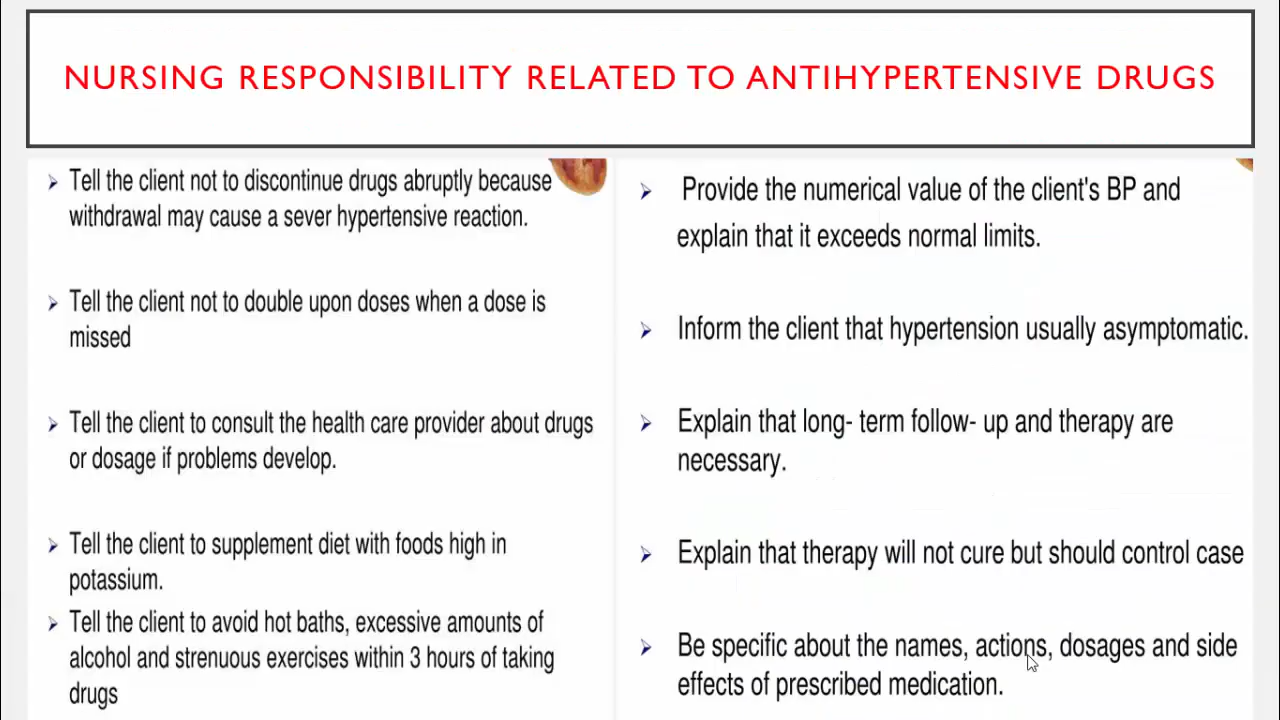 NURSING RESPONSIBILITY RELATED TO ANTIHYPERTENSIVE DRUGS
Tell the client not to discontinue drugs abruptly because
withdrawal may cause a sever hypertensive reaction.
Tell the client not to double upon doses when a dose is
missed
Tell the client to consult the health care provider about drugs
or dosage if problems develop.
Tell the client to supplement diet with foods high in
potassium.
Tell the client to avoid hot baths, excessive amounts of
alcohol and strenuous exercises within 3 hours of taking
drugs
Provide the numerical value of the client's BP and
explain that it exceeds normal limits.
Inform the client that hypertension usually asymptomatic.
Explain that long- term follow- up and therapy are
necessary.
Explain that therapy will not cure but should control case
Be specific about the names, actions, dosages and side
effects of prescribed medication.